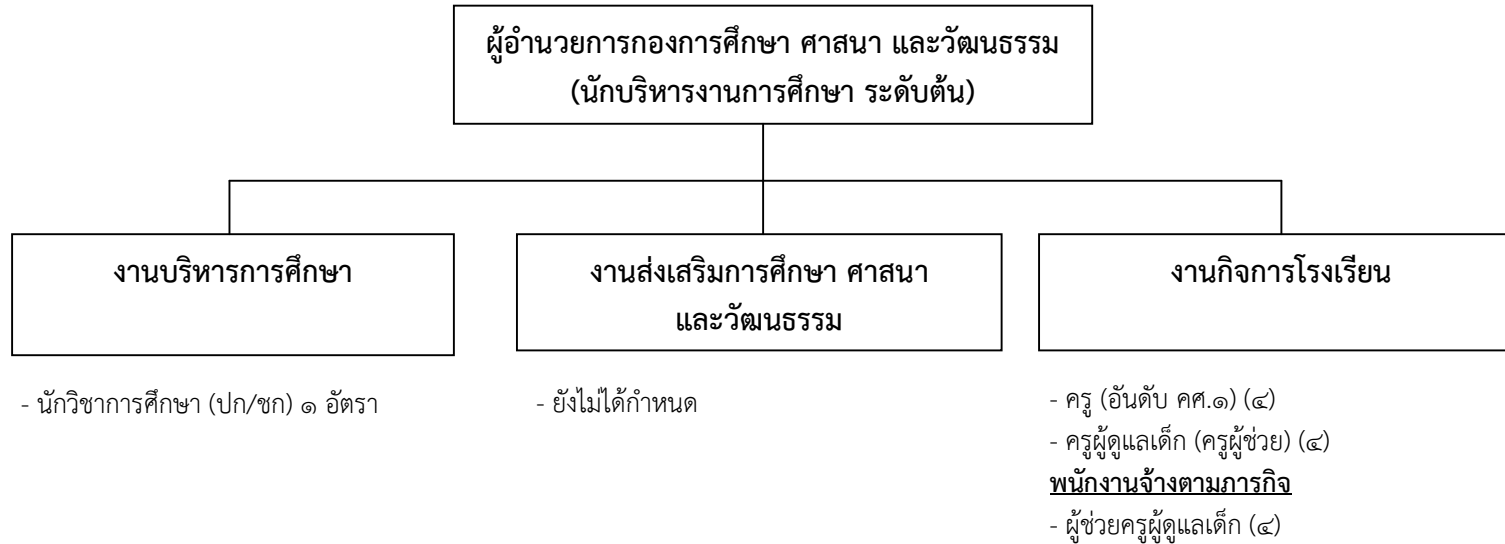 ผู้อำนวยการกองการศึกษา ศาสนา และวัฒนธรรม
(นักบริหารงานการศึกษา ระดับต้น)
งานบริหารการศึกษา
- นักวิชาการศึกษา (ปก/ชก) ๑ อัตรา
งานส่งเสริมการศึกษา ศาสนา
และวัฒนธรรม
- ยังไม่ได้กำหนด
งานกิจการโรงเรียน
- ครู (อันดับ คศ.๑) (๔)
- ครูผู้ดูแลเด็ก (ครูผู้ช่วย) (๔)
พนักงานจ้างตามภารกิจ
- ผู้ช่วยครูผู้ดูแลเด็ก (๔)